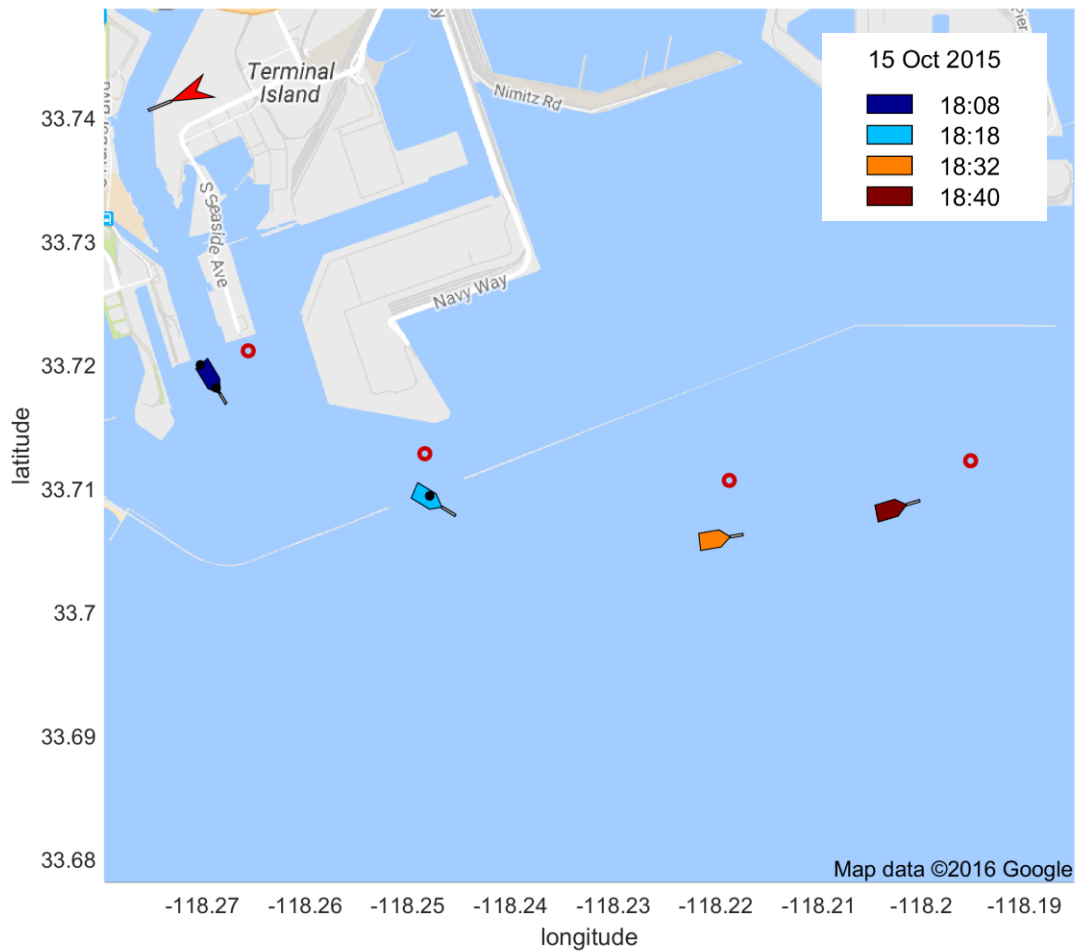 15 Oct 2015
18:08
18:18
18:32
18:40
Terminal
Island
Nimitz Rd
Pier
S Seaside Ave
Navy Way
33.74
33.73
33.72
33.71
33.7
33.69
33.68
latitude
Map data ©2016 Google
-118.27
-118.26
-118.25
-118.24
-118.23
-118.22
-118.21
-118.2
-118.19
longitude